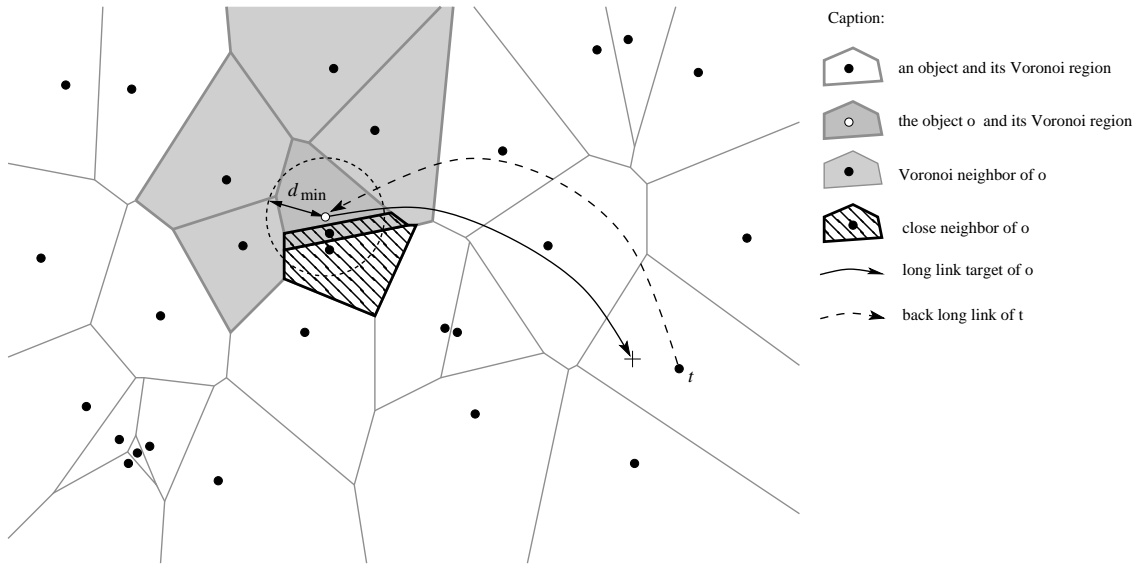 Caption:
an object and its Voronoi region
the object o and its Voronoi region
Voronoi neighbor of o
close neighbor of o
long link target of o
back long link of t
d min
t